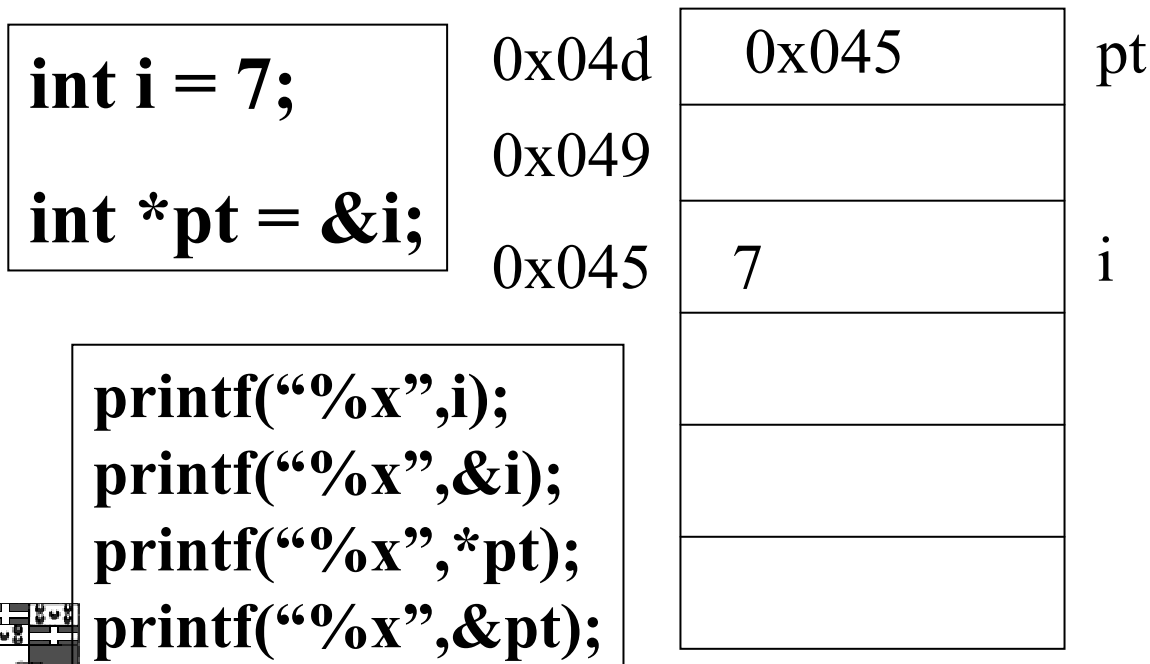 int i = 7;
int *pt = &i;
0x04d 0x045 pt
0x049
0x045 7 i
printf(“%x”,i);
printf(“%x”,&i);
printf(“%x”,*pt);
printf(“%x”,&pt);